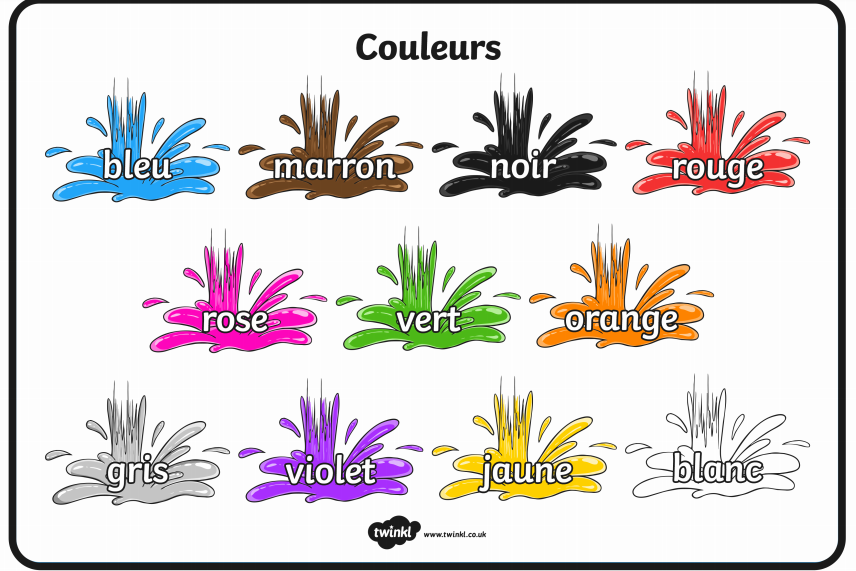 Couleurs
bleu marron noir rouge
rose vert orange
gris violet jaune blanc
twinkl www.twinkl.co.uk